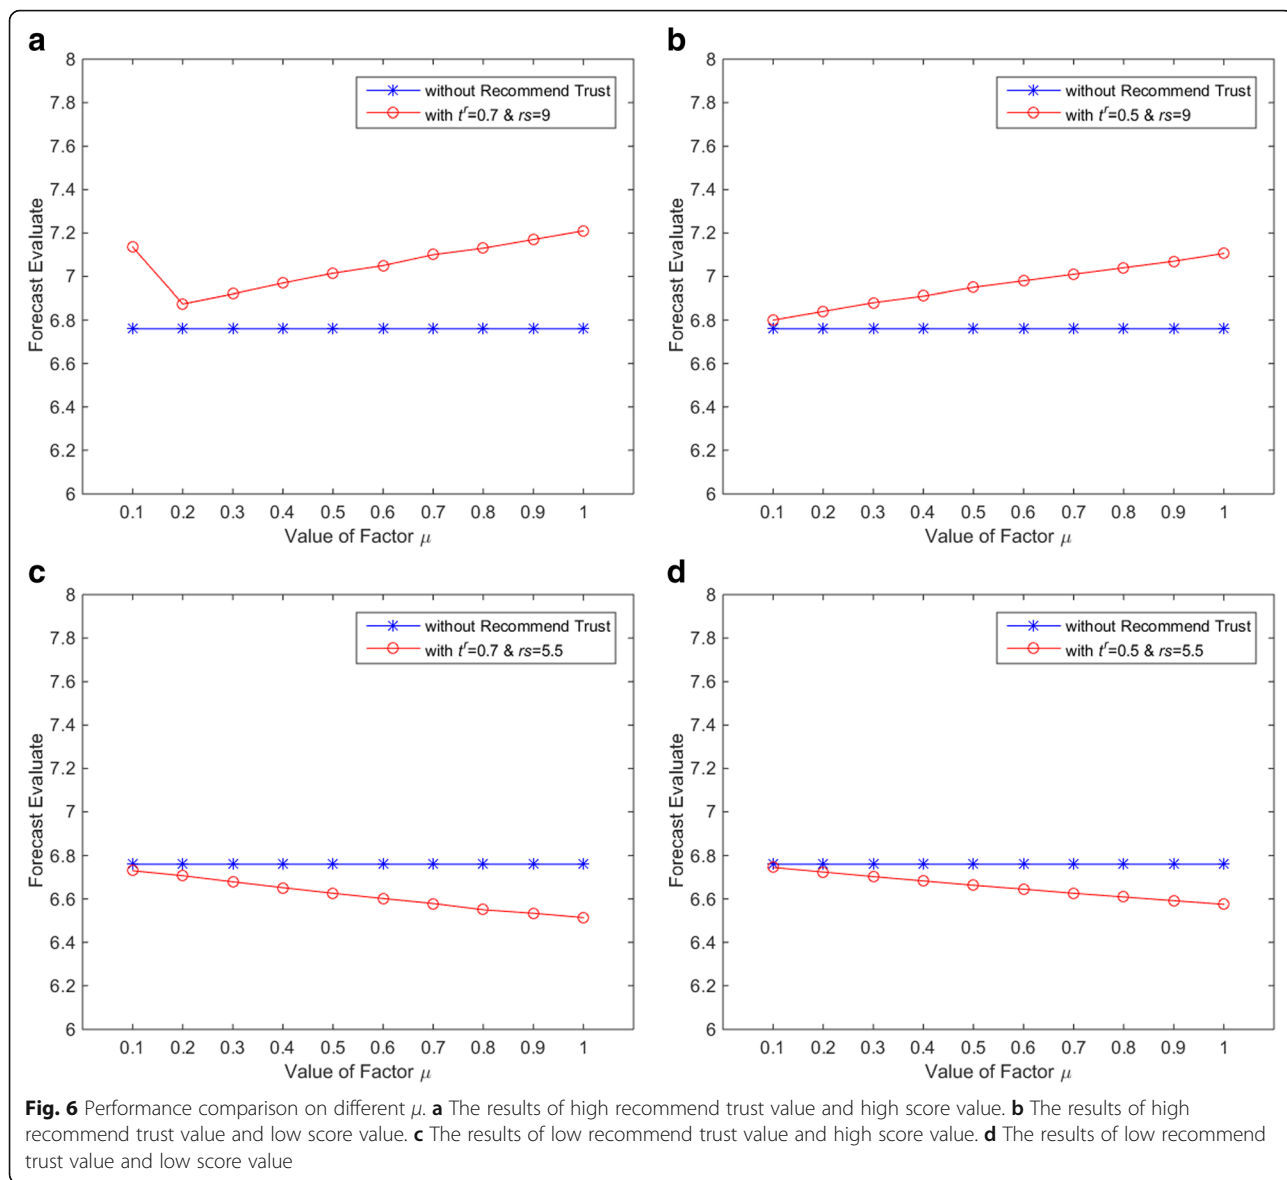 a
8
7.8
7.6
7.4
7.2
7
6.8
6.6
6.4
6.2
6
Forecast Evaluate
without Recommend Trust
with t^r=0.7 & rs=9
0.1 0.2 0.3 0.4 0.5 0.6 0.7 0.8 0.9 1
Value of Factor μ
b
8
7.8
7.6
7.4
7.2
7
6.8
6.6
6.4
6.2
6
Forecast Evaluate
without Recommend Trust
with t^r=0.5 & rs=9
0.1 0.2 0.3 0.4 0.5 0.6 0.7 0.8 0.9 1
Value of Factor μ
c
8
7.8
7.6
7.4
7.2
7
6.8
6.6
6.4
6.2
6
Forecast Evaluate
without Recommend Trust
with t^r=0.7 & rs=5.5
0.1 0.2 0.3 0.4 0.5 0.6 0.7 0.8 0.9 1
Value of Factor μ
d
8
7.8
7.6
7.4
7.2
7
6.8
6.6
6.4
6.2
6
Forecast Evaluate
without Recommend Trust
with t^r=0.5 & rs=5.5
0.1 0.2 0.3 0.4 0.5 0.6 0.7 0.8 0.9 1
Value of Factor μ
Fig. 6 Performance comparison on different μ. a The results of high recommend trust value and high score value. b The results of high
recommend trust value and low score value. c The results of low recommend trust value and high score value. d The results of low recommend
trust value and low score value